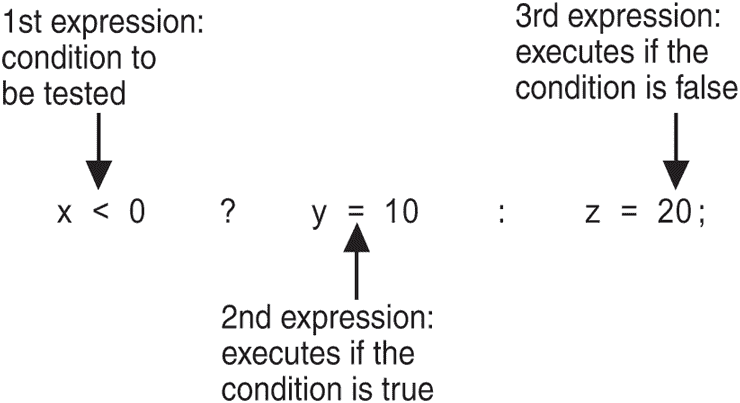 1st expression:
condition to
be tested
3rd expression:
executes if the
condition is false
x < 0 ? y = 10 : z = 20;
2nd expression:
executes if the
condition is true